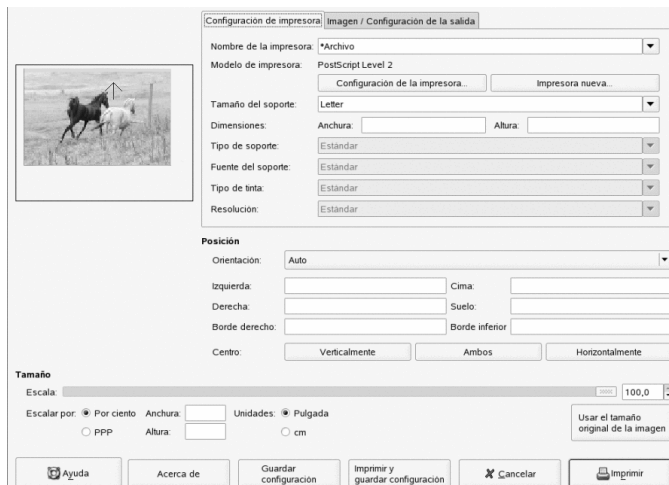 Configuración de impresora Imagen / Configuración de la salida
Nombre de la impresora: *Archivo
Modelo de impresora: PostScript Level 2
Configuración de la impresora... Impresora nueva...
Tamaño del soporte: Letter
Dimensiones: Anchura: Altura:
Tipo de soporte: Estándar
Fuente del soporte: Estándar
Tipo de tinta: Estándar
Resolución: Estándar
Posición
Orientación: Auto
Izquierda: Cima:
Derecha: Suelo:
Borde derecho: Borde inferior
Centro: Verticalmente Ambos Horizontalmente
Tamaño
Escala: 100,0
Escalar por: Por ciento Anchura: Unidades: Pulgada
PPP Altura: cm
Usar el tamaño
original de la imagen
Ayuda
Acerca de
Guardar
configuración
Imprimir y
guardar configuración
Cancelar
Imprimir